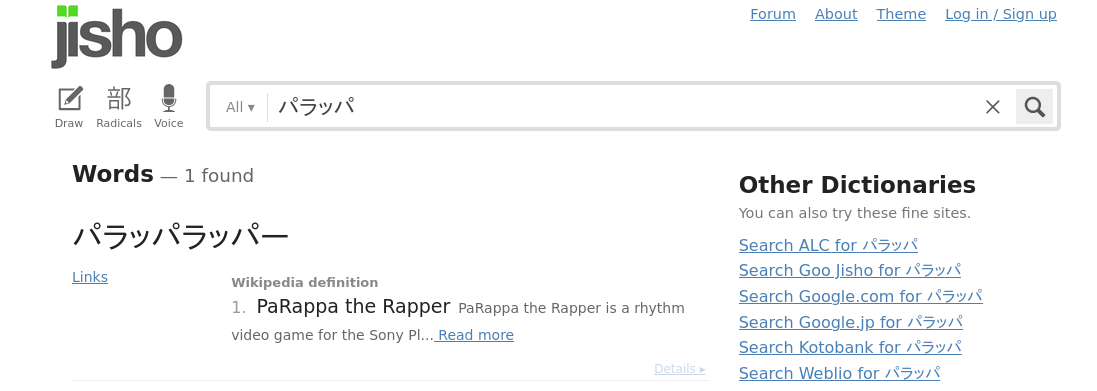 jisho
Forum About Theme Log in / Sign up
部
Draw Radicals Voice
All ▾ パラッパ
Words — 1 found
パラッパラッパー
Links
Wikipedia definition
1. PaRappa the Rapper PaRappa the Rapper is a rhythm
video game for the Sony Pl... Read more
Details ▸
Other Dictionaries
You can also try these fine sites.
Search ALC for パラッパ
Search Goo Jisho for パラッパ
Search Google.com for パラッパ
Search Google.jp for パラッパ
Search Kotobank for パラッパ
Search Weblio for パラッパ